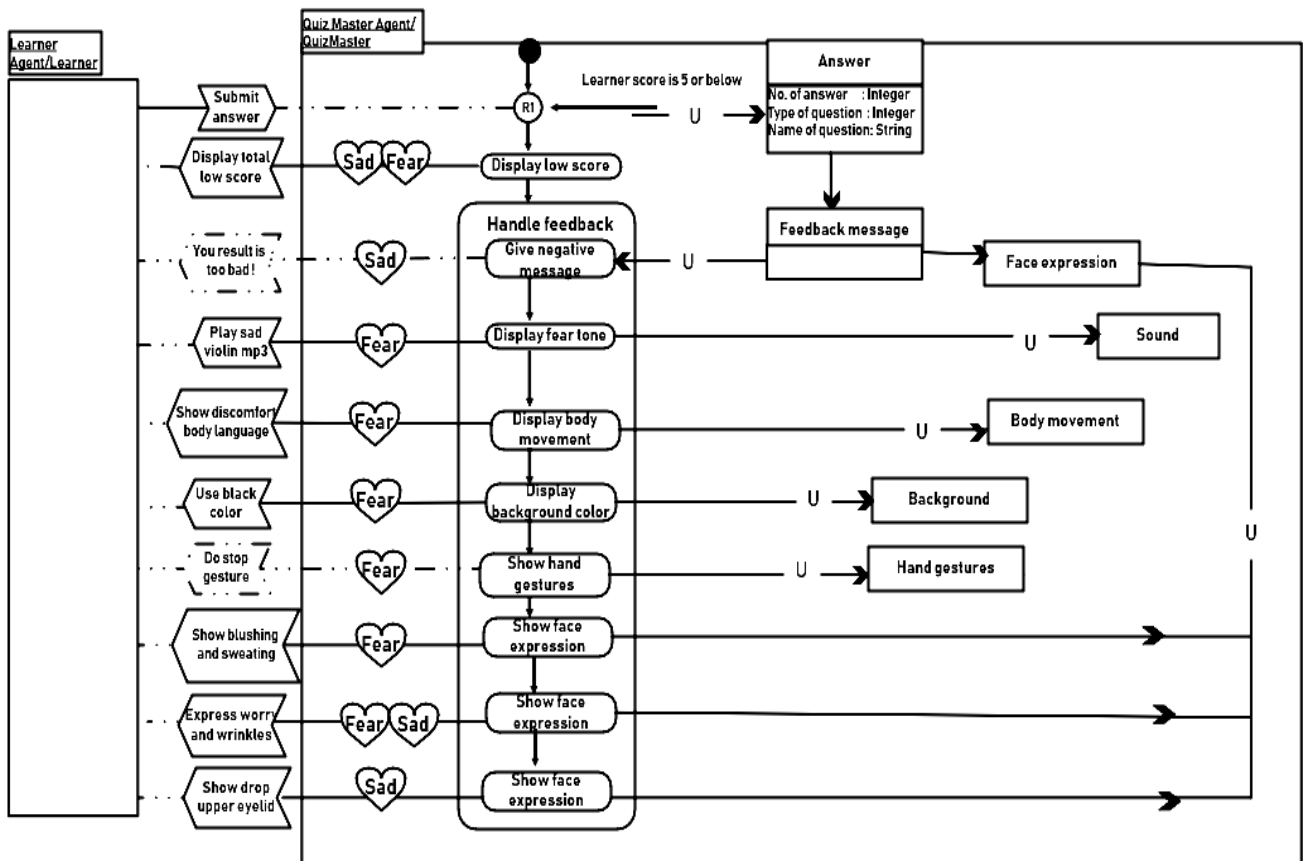 Quiz Master Agent/
QuizMaster
Learner
Agent/Learner
Answer
No. of answer : Integer
Type of question : Integer
Name of question: String
Learner score is 5 or below
U
Submit
answer
R1
Display total
low score
Sad
Fear
Display low score
Handle feedback
Feedback message
You result is
too bad!
Sad
Give negative
message
U
Face expression
Play sad
violin mp3
Fear
Display fear tone
U
Sound
Show discomfort
body language
Fear
Display body
movement
U
Body movement
Use black
color
Fear
Display
background color
U
Background
U
Do stop
gesture
Fear
Show hand
gestures
U
Hand gestures
Show blushing
and sweating
Fear
Show face
expression
Express worry
and wrinkles
Fear
Sad
Show face
expression
Show drop
upper eyelid
Sad
Show face
expression